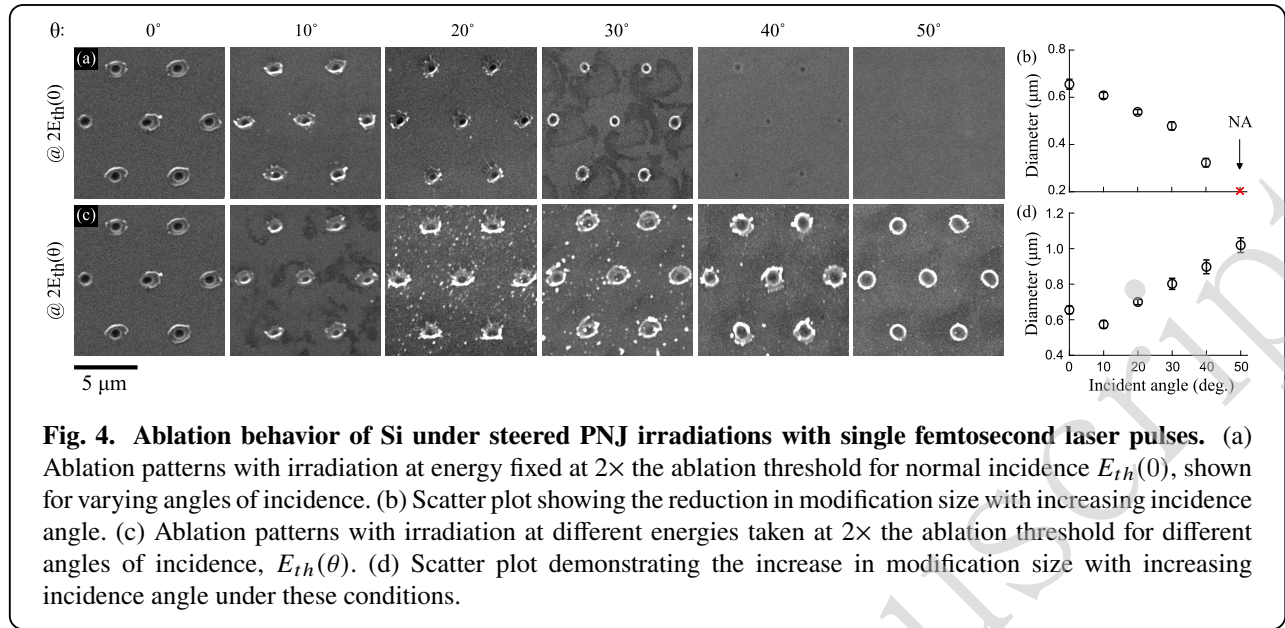 θ: 0° 10° 20° 30° 40° 50°
(a)
@ 2E_th(0)
(b)
0.8
0.6
0.4
0.2
Diameter (μm)
NA
(c)
@ 2E_th(θ)
(d)
1.2
1.0
0.8
0.6
0.4
Diameter (μm)
0 10 20 30 40 50
Incident angle (deg.)
5 μm
Fig. 4. Ablation behavior of Si under steered PNJ irradiations with single femtosecond laser pulses. (a)
Ablation patterns with irradiation at energy fixed at 2× the ablation threshold for normal incidence E_th(0), shown
for varying angles of incidence. (b) Scatter plot showing the reduction in modification size with increasing incidence
angle. (c) Ablation patterns with irradiation at different energies taken at 2× the ablation threshold for different
angles of incidence, E_th(θ). (d) Scatter plot demonstrating the increase in modification size with increasing
incidence angle under these conditions.